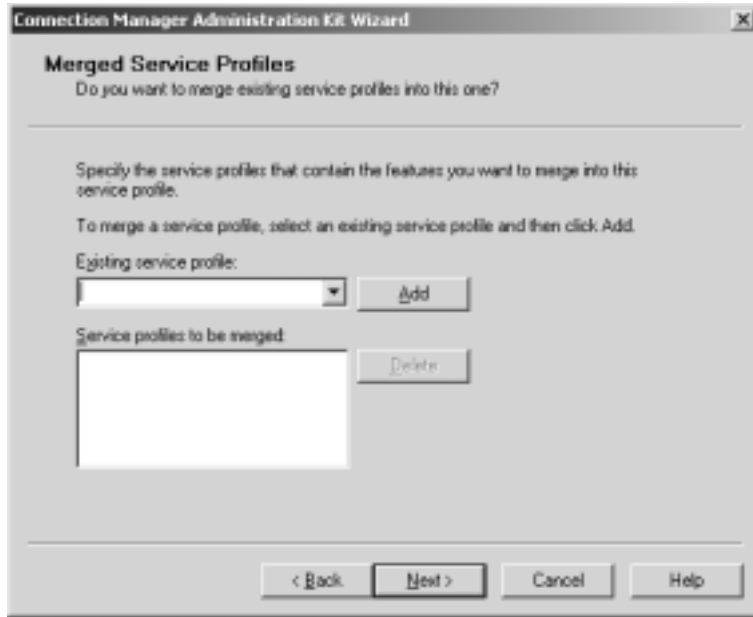 Connection Manager Administration Kit Wizard
Merged Service Profiles
Do you want to merge existing service profiles into this one?
Specify the service profiles that contain the features you want to merge into this
service profile.
To merge a service profile, select an existing service profile and then click Add.
Existing service profile:
Add
Service profiles to be merged:
Delete
< Back Next > Cancel Help